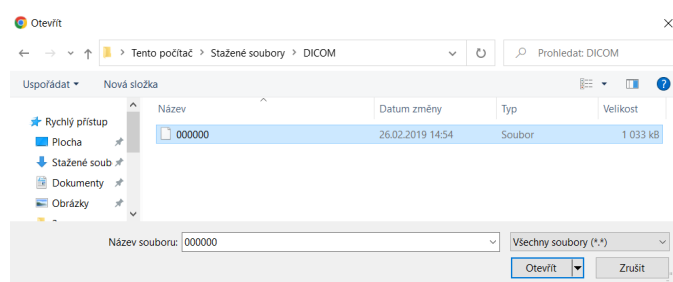 Otevřít
Tento počítač > Stažené soubory > DICOM
Prohledat: DICOM
Uspořádat
Nová složka
Název
Datum změny
Typ
Velikost
Rychlý přístup
000000
26.02.2019 14:54
Soubor
1 033 kB
Plocha
Stažené soub
Dokumenty
Obrázky
Název souboru: 000000
Všechny soubory (*.*)
Otevřít
Zrušit